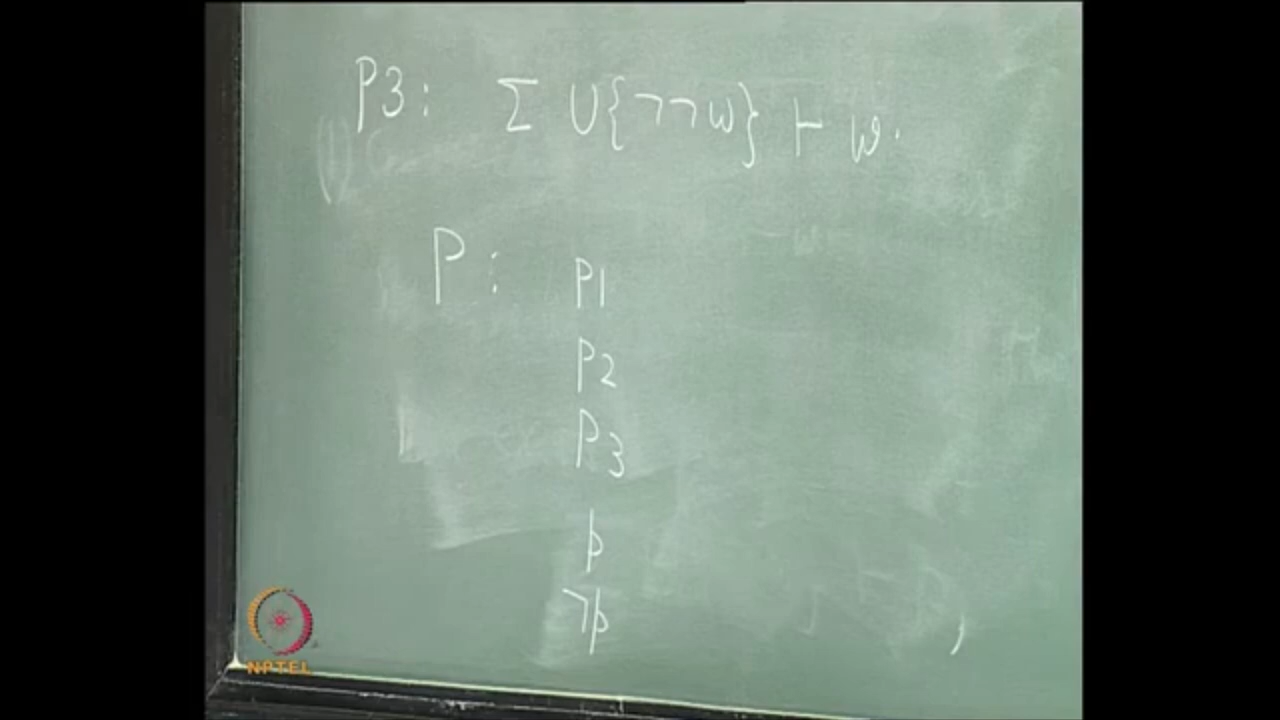 P3: Σ ∪{¬¬w} ⊢ w.
P: P1
P2
P3
p
¬p
NPTEL